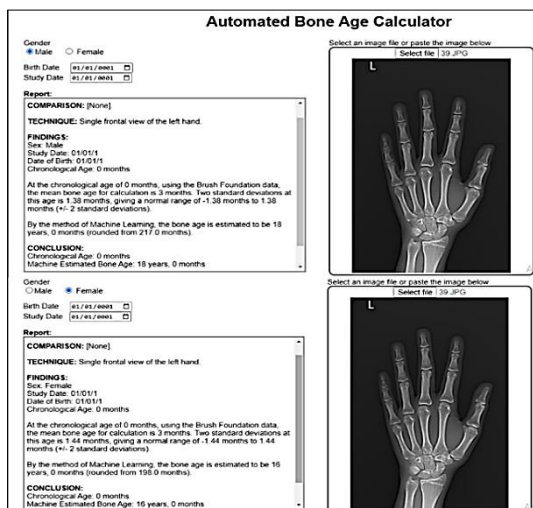 Automated Bone Age Calculator
Gender
Male Female
Birth Date 01/01/0001
Study Date 01/01/0001
Report:
COMPARISON: [None].
TECHNIQUE: Single frontal view of the left hand.
FINDINGS:
Sex: Male
Study Date: 01/01/1
Date of Birth: 01/01/1
Chronological Age: 0 months
At the chronological age of 0 months, using the Brush Foundation data,
the mean bone age for calculation is 3 months. Two standard deviations at
this age is 1.38 months, giving a normal range of -1.38 months to 1.38
months (+/- 2 standard deviations).
By the method of Machine Learning, the bone age is estimated to be 18
years, 0 months (rounded from 217.0 months).
CONCLUSION:
Chronological Age: 0 months
Machine Estimated Bone Age: 18 years, 0 months
Select an image file or paste the image below
Select file 39.JPG
L
Gender
Male Female
Birth Date 01/01/0001
Study Date 01/01/0001
Report:
COMPARISON: [None].
TECHNIQUE: Single frontal view of the left hand.
FINDINGS:
Sex: Female
Study Date: 01/01/1
Date of Birth: 01/01/1
Chronological Age: 0 months
At the chronological age of 0 months, using the Brush Foundation data,
the mean bone age for calculation is 3 months. Two standard deviations at
this age is 1.44 months, giving a normal range of -1.44 months to 1.44
months (+/- 2 standard deviations).
By the method of Machine Learning, the bone age is estimated to be 16
years, 0 months (rounded from 198.0 months).
CONCLUSION:
Chronological Age: 0 months
Machine Estimated Bone Age: 16 years, 0 months
Select an image file or paste the image below
Select file 39.JPG
L